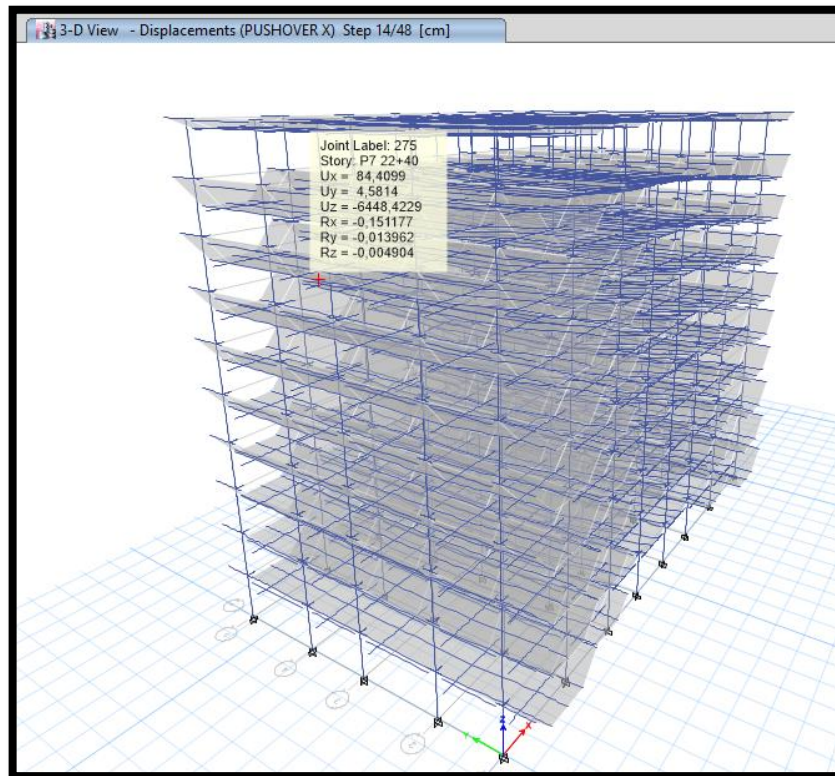 3-D View - Displacements (PUSHOVER X) Step 14/48 [cm]
Joint Label: 275
Story: P7 22+40
Ux = 84,4099
Uy = 4,5814
Uz = -6448,4229
Rx = -0,151177
Ry = -0,013962
Rz = -0,004904
Z
Y
X